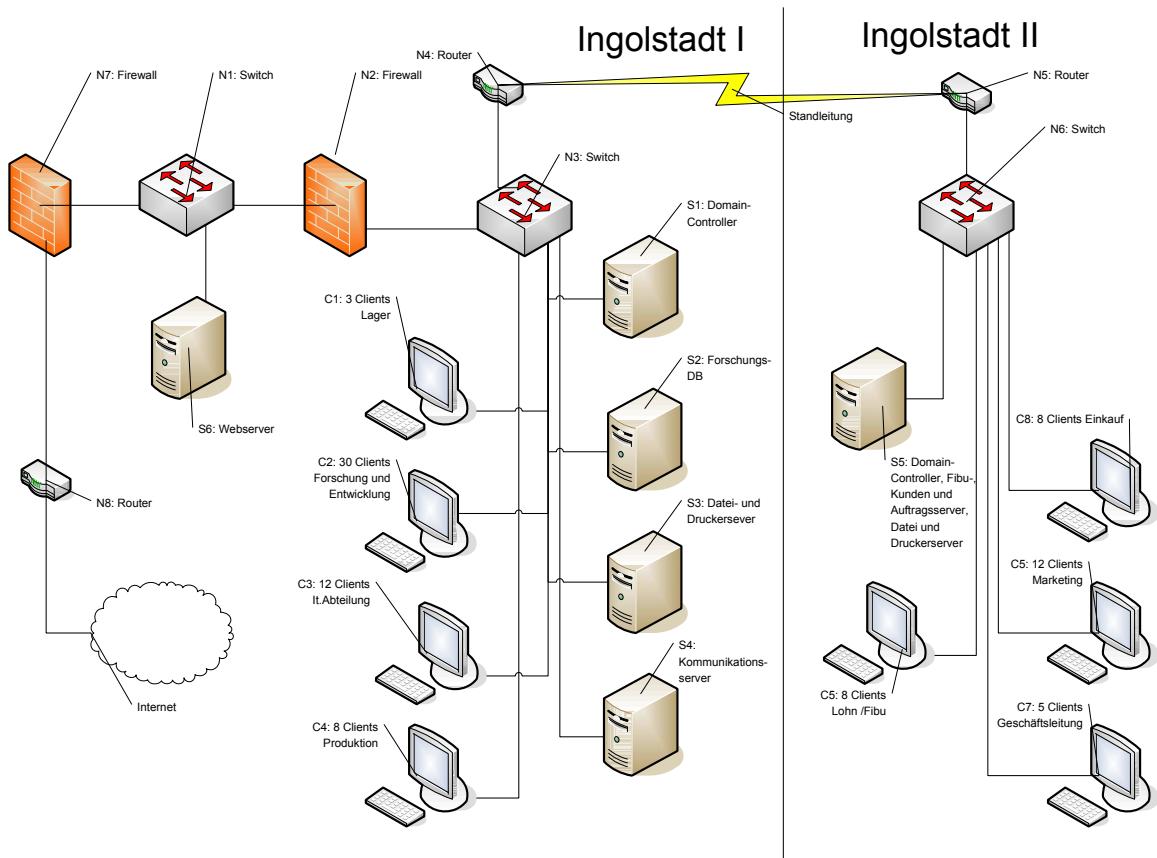 Ingolstadt I
Ingolstadt II
N7: Firewall
N1: Switch
N2: Firewall
N4: Router
N5: Router
Standleitung
N3: Switch
N6: Switch
S1: Domain-
Controller
C1: 3 Clients
Lager
S2: Forschungs-
DB
S6: Webserver
C2: 30 Clients
Forschung und
Entwicklung
N8: Router
S3: Datei- und
Druckersever
C3: 12 Clients
It.Abteilung
S4:
Kommunikations-
server
Internet
C4: 8 Clients
Produktion
C8: 8 Clients Einkauf
S5: Domain-
Controller, Fibu-,
Kunden und
Auftragsserver,
Datei und
Druckerserver
C5: 12 Clients
Marketing
C5: 8 Clients
Lohn /Fibu
C7: 5 Clients
Geschäftsleitung